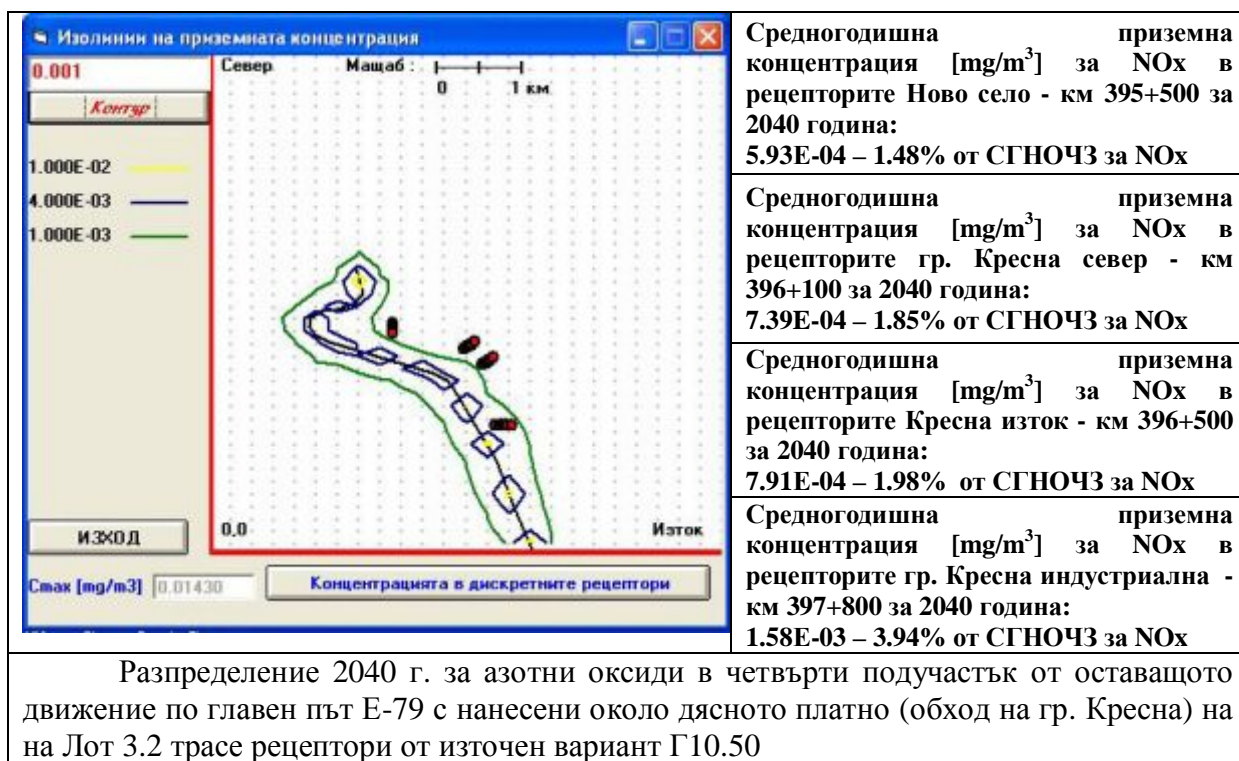 Изолинии на приземната концентрация
0.001
Контур
1.000E-02
4.000E-03
1.000E-03
Север
Мащаб :
0 1 км
0,0
Изток
ИЗХОД
Cmax [mg/m3] 0.01430
Концентрацията в дискретните рецептори
Средногодишна приземна
концентрация [mg/m³] за NOx в
рецепторите Ново село - км 395+500 за
2040 година:
5.93E-04 – 1.48% от СГНОЧЗ за NOx
Средногодишна приземна
концентрация [mg/m³] за NOx в
рецепторите гр. Кресна север - км
396+100 за 2040 година:
7.39E-04 – 1.85% от СГНОЧЗ за NOx
Средногодишна приземна
концентрация [mg/m³] за NOx в
рецепторите Кресна изток - км 396+500
за 2040 година:
7.91E-04 – 1.98% от СГНОЧЗ за NOx
Средногодишна приземна
концентрация [mg/m³] за NOx в
рецепторите гр. Кресна индустриална -
км 397+800 за 2040 година:
1.58E-03 – 3.94% от СГНОЧЗ за NOx
Разпределение 2040 г. за азотни оксиди в четвърти подучастък от оставащото
движение по главен път Е-79 с нанесени около дясното платно (обход на гр. Кресна) на
на Лот 3.2 трасе рецептори от източен вариант Г10.50